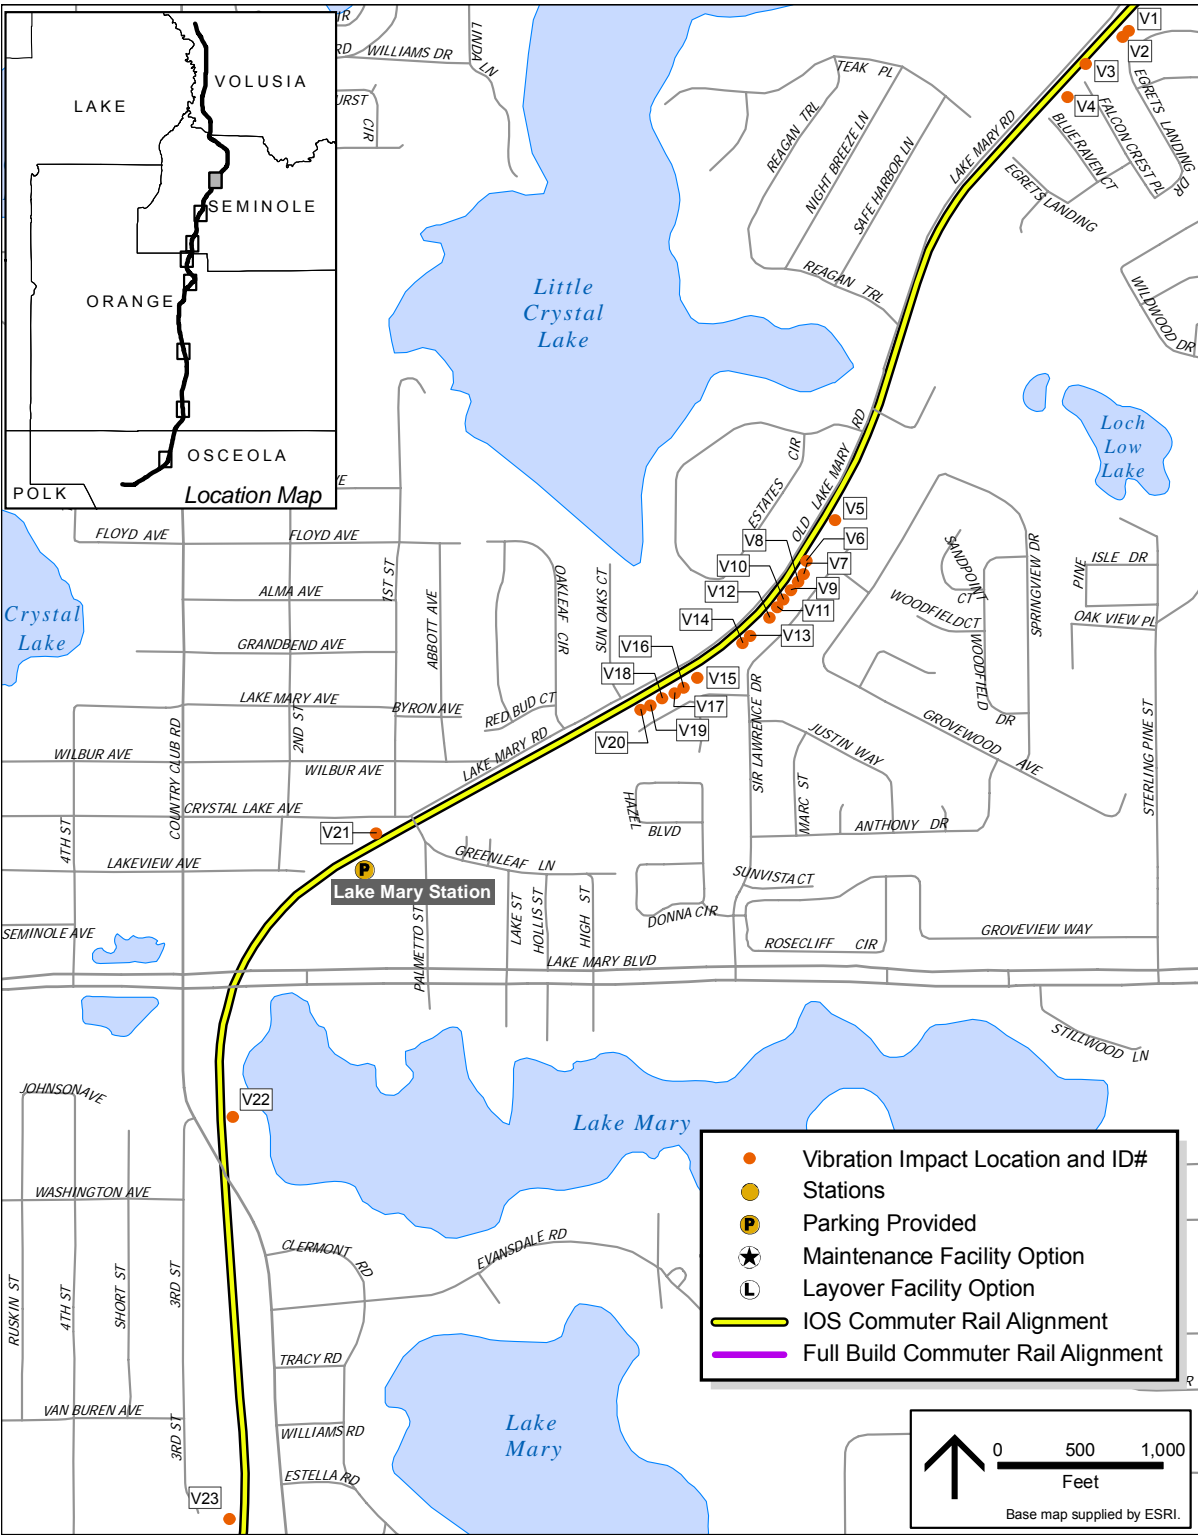 VOLUSIA
LAKE
SEMINOLE
ORANGE
OSCEOLA
POLK
Location Map
IR
RD
WILLIAMS DR
LINDA LN
URST
CIR
TEAK PL
REAGAN TRL
NIGHT BREEZE LN
SAFE HARBOR LN
REAGAN TRL
LAKE MARY RD
V1
V2
V3
V4
EGRETS LANDING DR
FALCON CREST PL
BLUE RAVEN CT
EGRETS LANDING
WILDWOOD DR
Little
Crystal
Lake
Loch
Low
Lake
ESTATES CIR
OLD LAKE MARY RD
V5
V6
V8
V7
V10
V9
V12
V11
V14
V13
V16
V15
V18
V17
V19
V20
VE
FLOYD AVE
FLOYD AVE
ALMA AVE
1ST ST
ABBOTT AVE
OAKLEAF CIR
SUN OAKS CT
Crystal
Lake
GRANDBEND AVE
LAKE MARY AVE
BYRON AVE
RED BUD CT
2ND ST
COUNTRY CLUB RD
WILBUR AVE
WILBUR AVE
LAKE MARY RD
CRYSTAL LAKE AVE
4TH ST
V21
LAKEVIEW AVE
P
Lake Mary Station
GREENLEAF LN
PALMETTO ST
LAKE ST
HOLLIS ST
HIGH ST
SEMINOLE AVE
LAKE MARY BLVD
SANDPOINT CT
SPRINGVIEW DR
PINE
ISLE DR
WOODFIELD CT
OAK VIEW PL
WOODFIELD DR
GROVEWOOD AVE
STERLING PINE ST
SIR LAWRENCE DR
JUSTIN WAY
MARC ST
ANTHONY DR
HAZEL
BLVD
SUNVISTA CT
DONNA CIR
ROSECLIFF CIR
GROVEVIEW WAY
STILLWOOD LN
JOHNSON AVE
V22
Lake Mary
WASHINGTON AVE
CLERMONT RD
EVANSDALE RD
RUSKIN ST
4TH ST
SHORT ST
3RD ST
TRACY RD
VAN BUREN AVE
3RD ST
WILLIAMS RD
ESTELLA RD
V23
Lake
Mary
Vibration Impact Location and ID#
Stations
P
Parking Provided
Maintenance Facility Option
L
Layover Facility Option
IOS Commuter Rail Alignment
Full Build Commuter Rail Alignment
R
0 500 1,000
Feet
Base map supplied by ESRI.